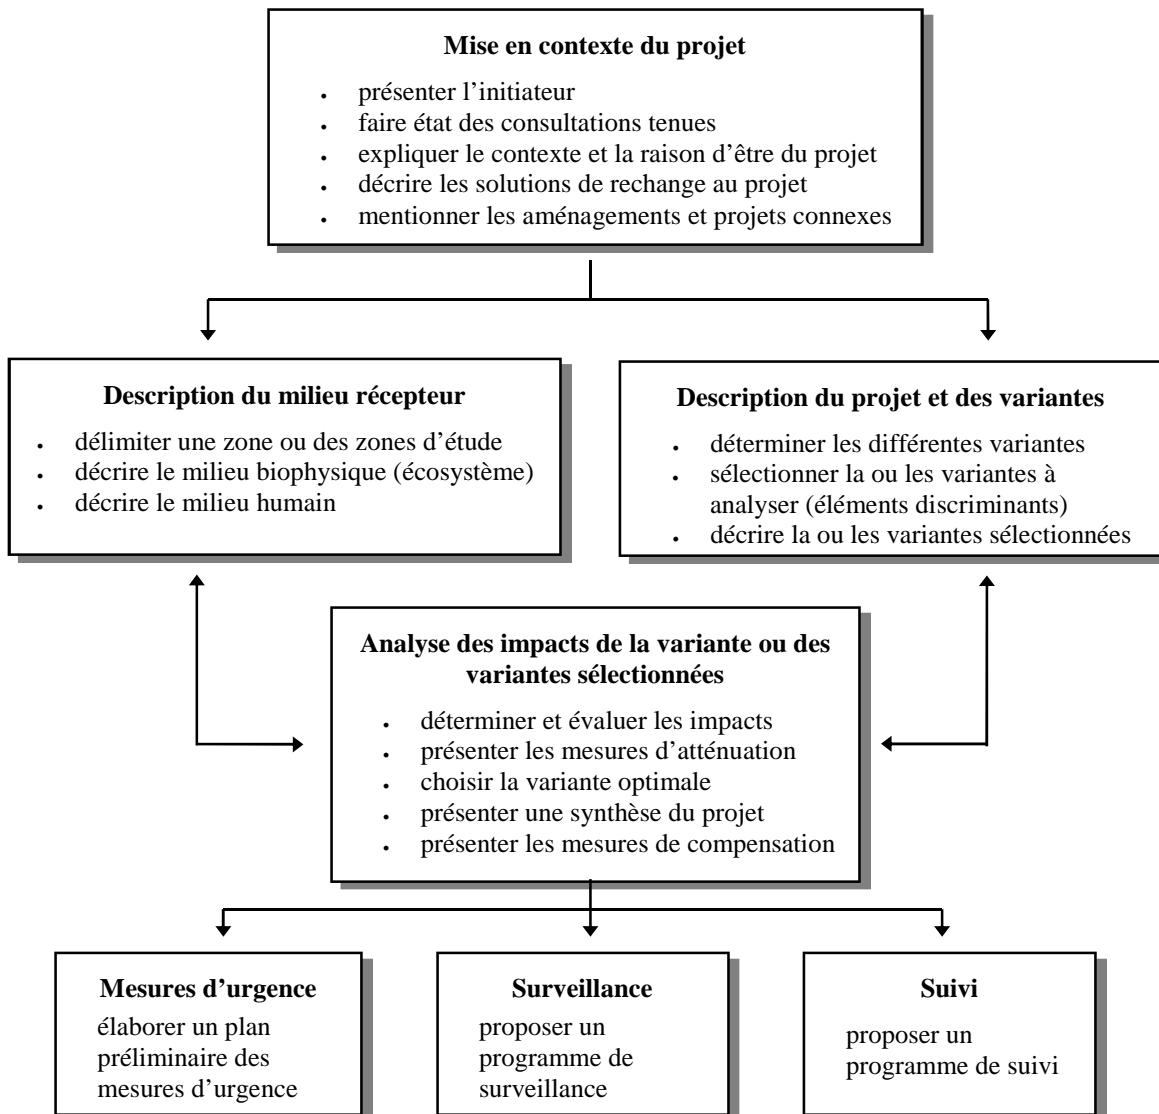 Mise en contexte du projet
• présenter l’initiateur
• faire état des consultations tenues
• expliquer le contexte et la raison d’être du projet
• décrire les solutions de rechange au projet
• mentionner les aménagements et projets connexes
Description du milieu récepteur
• délimiter une zone ou des zones d’étude
• décrire le milieu biophysique (écosystème)
• décrire le milieu humain
Description du projet et des variantes
• déterminer les différentes variantes
• sélectionner la ou les variantes à
analyser (éléments discriminants)
• décrire la ou les variantes sélectionnées
Analyse des impacts de la variante ou des
variantes sélectionnées
• déterminer et évaluer les impacts
• présenter les mesures d’atténuation
• choisir la variante optimale
• présenter une synthèse du projet
• présenter les mesures de compensation
Mesures d’urgence
élaborer un plan
préliminaire des
mesures d’urgence
Surveillance
proposer un
programme de
surveillance
Suivi
proposer un
programme de suivi